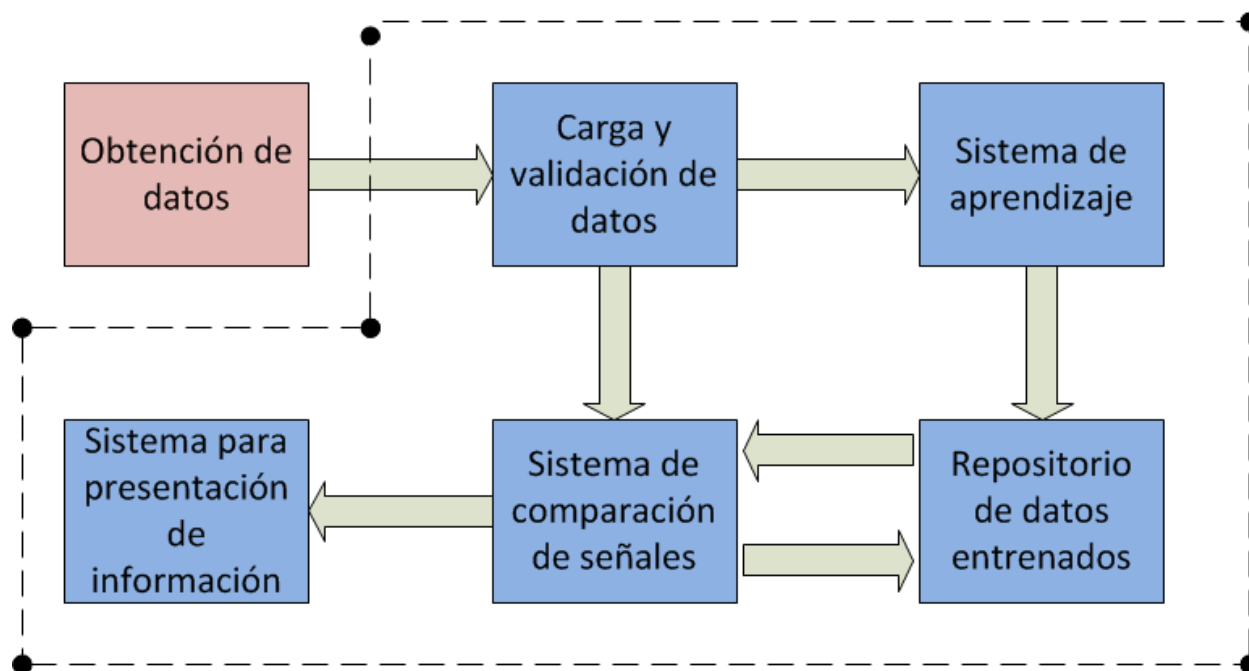 Obtención de
datos
Carga y
validación de
datos
Sistema de
aprendizaje
Sistema para
presentación
de
información
Sistema de
comparación
de señales
Repositorio
de datos
entrenados